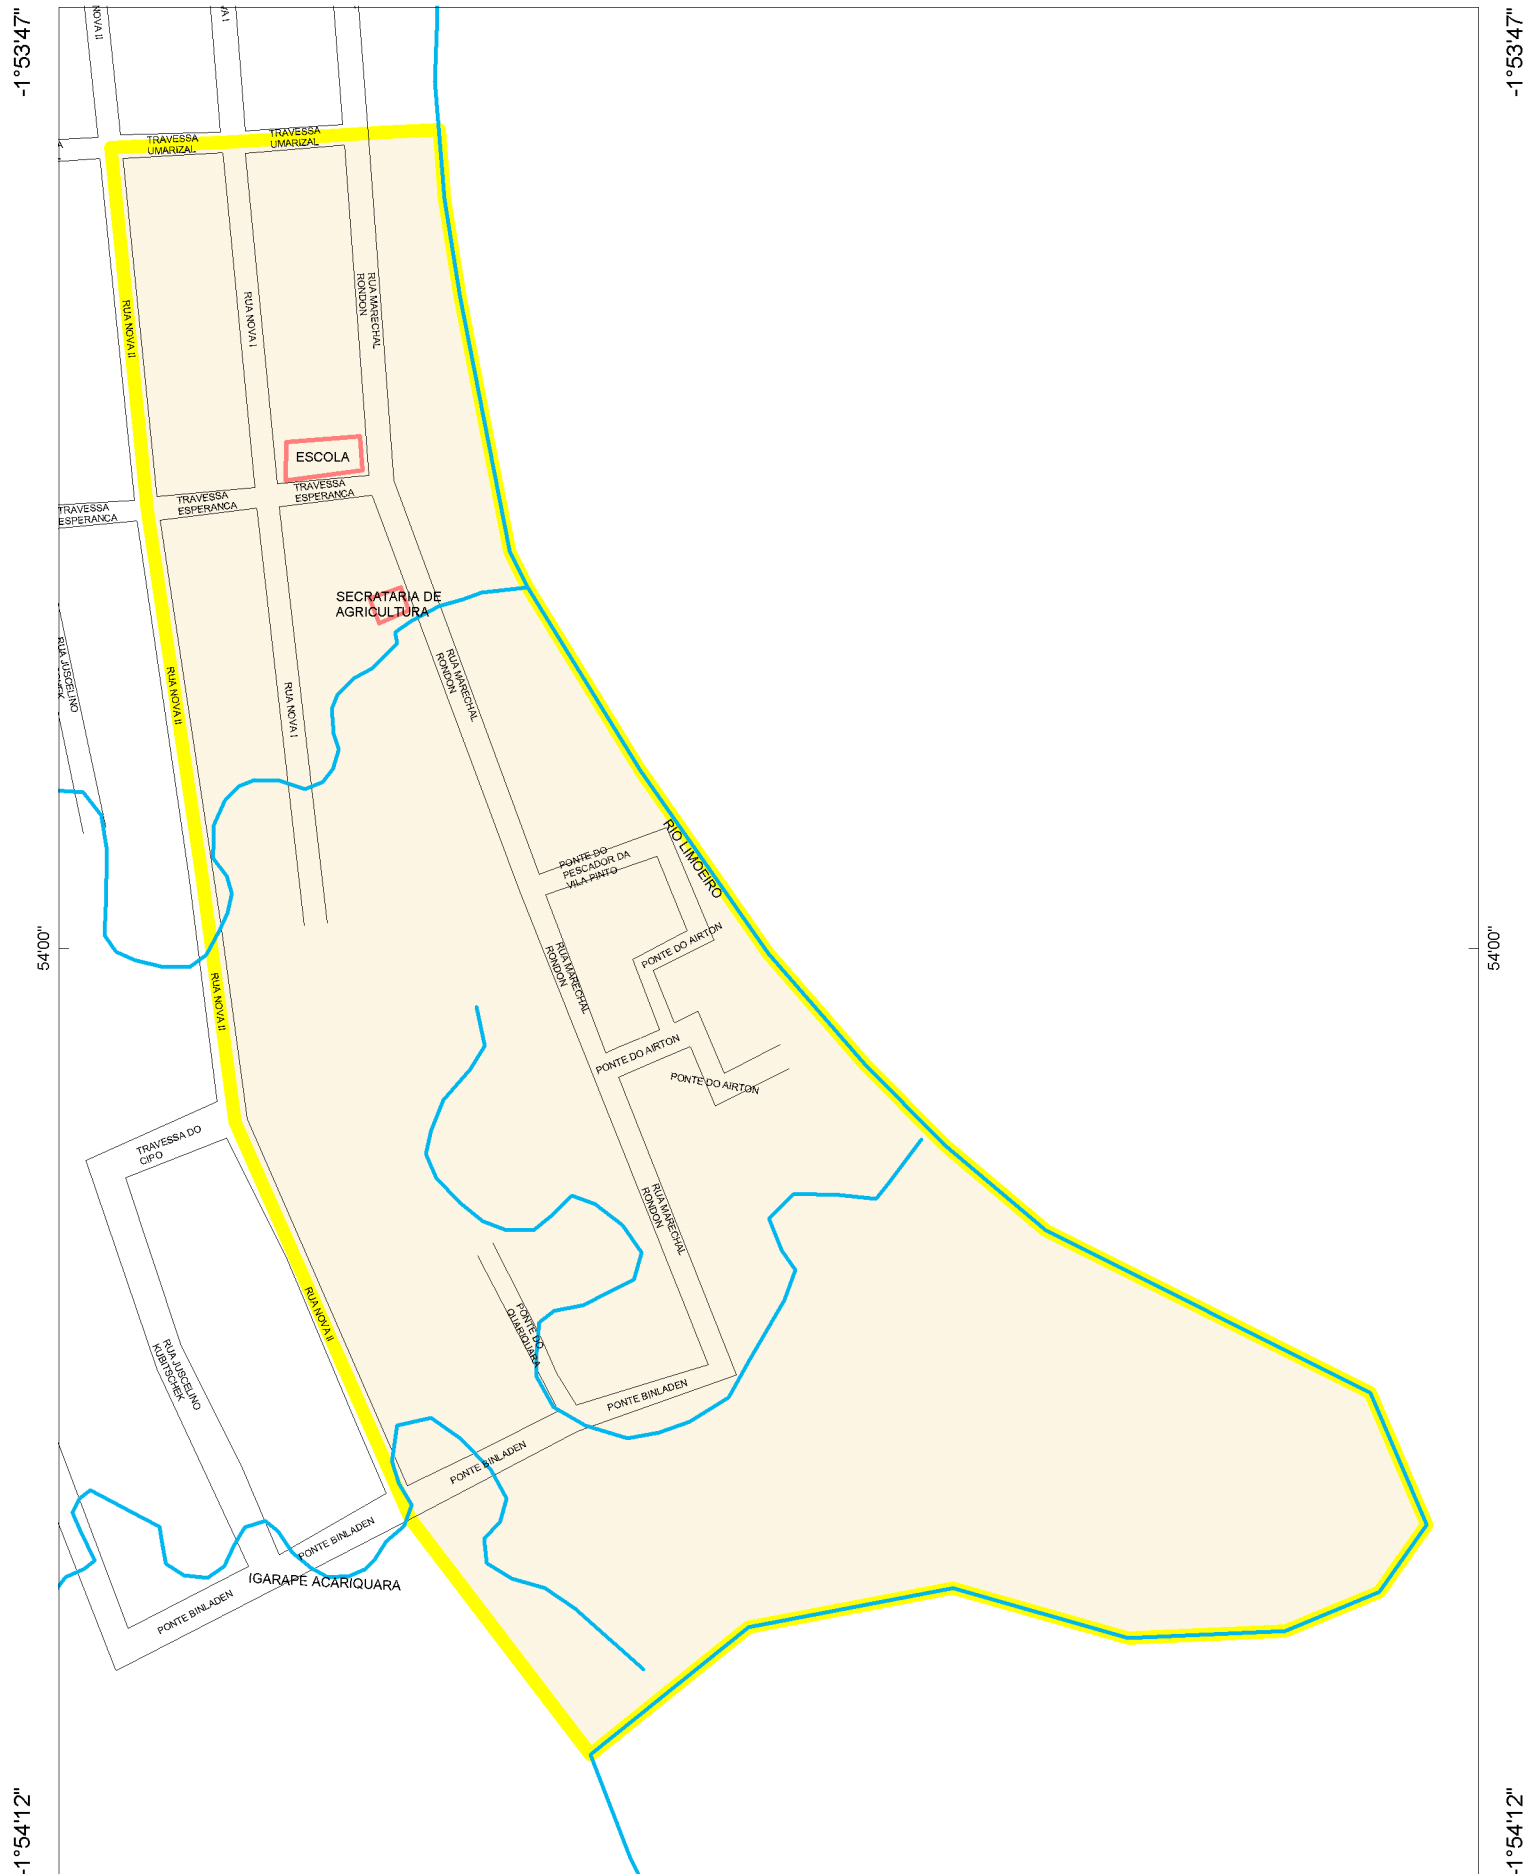 -1°53'47"
-1°53'47"
NOVA II
A I
TRAVESSA
UMARIZAL
TRAVESSA
UMARIZAL
A
RUA NOVA II
RUA NOVA I
RUA MARECHAL
RONDON
ESCOLA
TRAVESSA
ESPERANCA
TRAVESSA
ESPERANCA
TRAVESSA
ESPERANCA
SECRATARIA DE
AGRICULTURA
RUA JUSCELINO
RUA NOVA II
RUA NOVA I
RUA MARECHAL
RONDON
RIO LIMOEIRO
PONTE DO
PESCADOR DA
VILA PINTO
PONTE DO AIRTON
54'00"
54'00"
RUA NOVA II
RUA MARECHAL
RONDON
PONTE DO AIRTON
PONTE DO AIRTON
TRAVESSA DO
CIPO
RUA MARECHAL
RONDON
RUA NOVA II
PONTE DO
QUARIQUARA
RUA JUSCELINO
KUBITSCHEK
PONTE BINLADEN
PONTE BINLADEN
PONTE BINLADEN
IGARAPE ACARIQUARA
PONTE BINLADEN
-1°54'12"
-1°54'12"